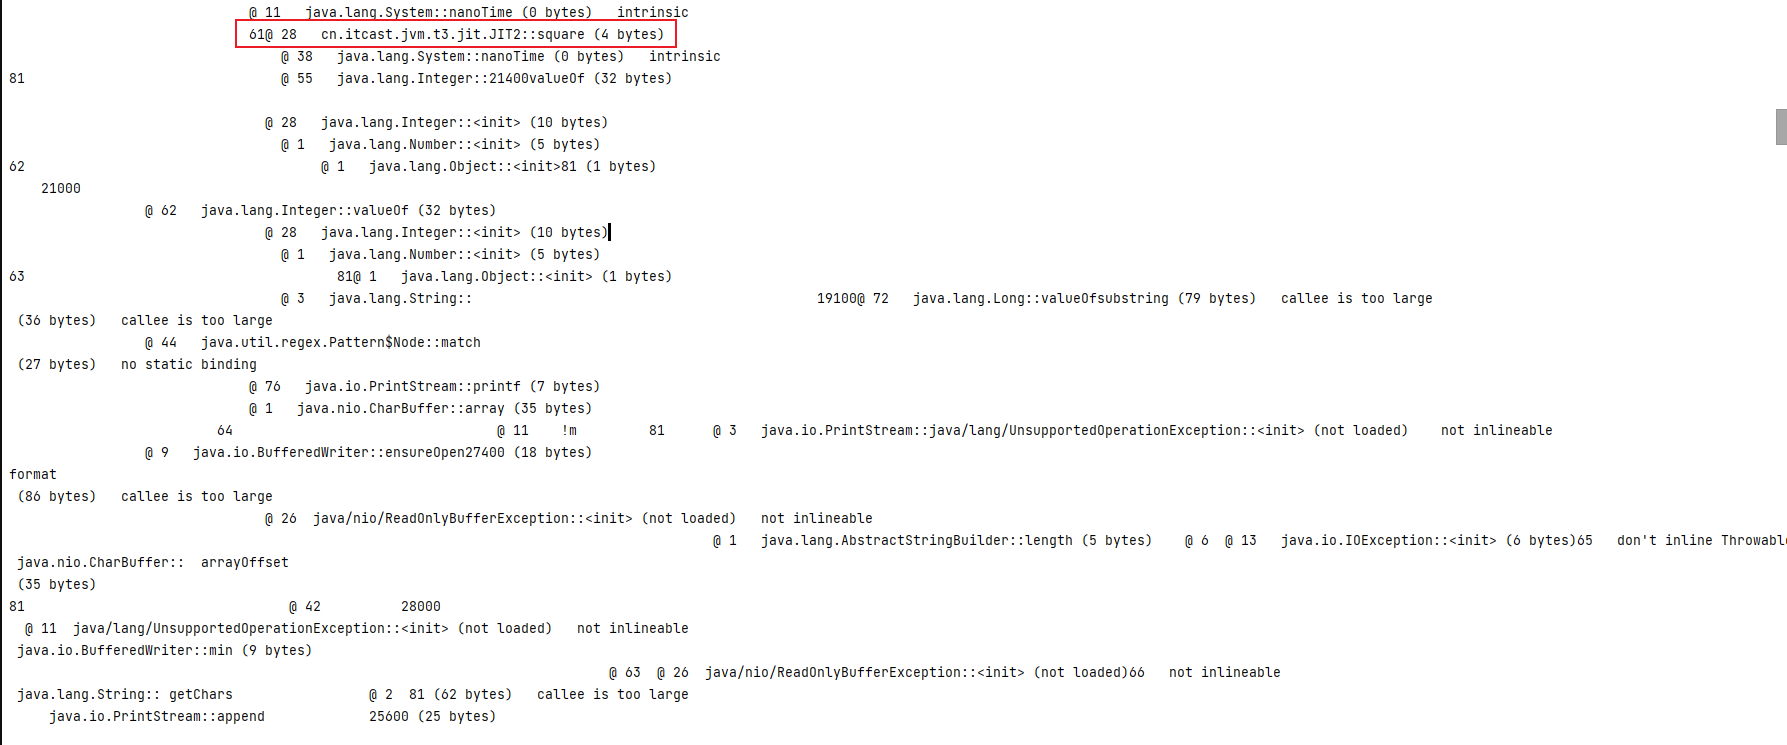 @ 11   java.lang.System::nanoTime (0 bytes)   intrinsic
61@ 28   cn.itcast.jvm.t3.jit.JIT2::square (4 bytes)
@ 38   java.lang.System::nanoTime (0 bytes)   intrinsic
81                                @ 55   java.lang.Integer::21400valueOf (32 bytes)
@ 28   java.lang.Integer::<init> (10 bytes)
@ 1   java.lang.Number::<init> (5 bytes)
62                                     @ 1   java.lang.Object::<init>81 (1 bytes)
21000
@ 62   java.lang.Integer::valueOf (32 bytes)
@ 28   java.lang.Integer::<init> (10 bytes)
@ 1   java.lang.Number::<init> (5 bytes)
63                                       81@ 1   java.lang.Object::<init> (1 bytes)
@ 3   java.lang.String::                                           19100@ 72   java.lang.Long::valueOfsubstring (79 bytes)   callee is too large
(36 bytes)   callee is too large
@ 44   java.util.regex.Pattern$Node::match
(27 bytes)   no static binding
@ 76   java.io.PrintStream::printf (7 bytes)
@ 1   java.nio.CharBuffer::array (35 bytes)
64                                 @ 11    !m         81      @ 3   java.io.PrintStream::java/lang/UnsupportedOperationException::<init> (not loaded)    not inlineable
@ 9   java.io.BufferedWriter::ensureOpen27400 (18 bytes)
format
(86 bytes)   callee is too large
@ 26  java/nio/ReadOnlyBufferException::<init> (not loaded)   not inlineable
@ 1   java.lang.AbstractStringBuilder::length (5 bytes)    @ 6  @ 13   java.io.IOException::<init> (6 bytes)65   don't inline
java.nio.CharBuffer::  arrayOffset
(35 bytes)
81                                 @ 42          28000
@ 11  java/lang/UnsupportedOperationException::<init> (not loaded)   not inlineable
java.io.BufferedWriter::min (9 bytes)
@ 63  @ 26  java/nio/ReadOnlyBufferException::<init> (not loaded)66   not inlineable
java.lang.String:: getChars                 @ 2  81 (62 bytes)   callee is too large
java.io.PrintStream::append             25600 (25 bytes)